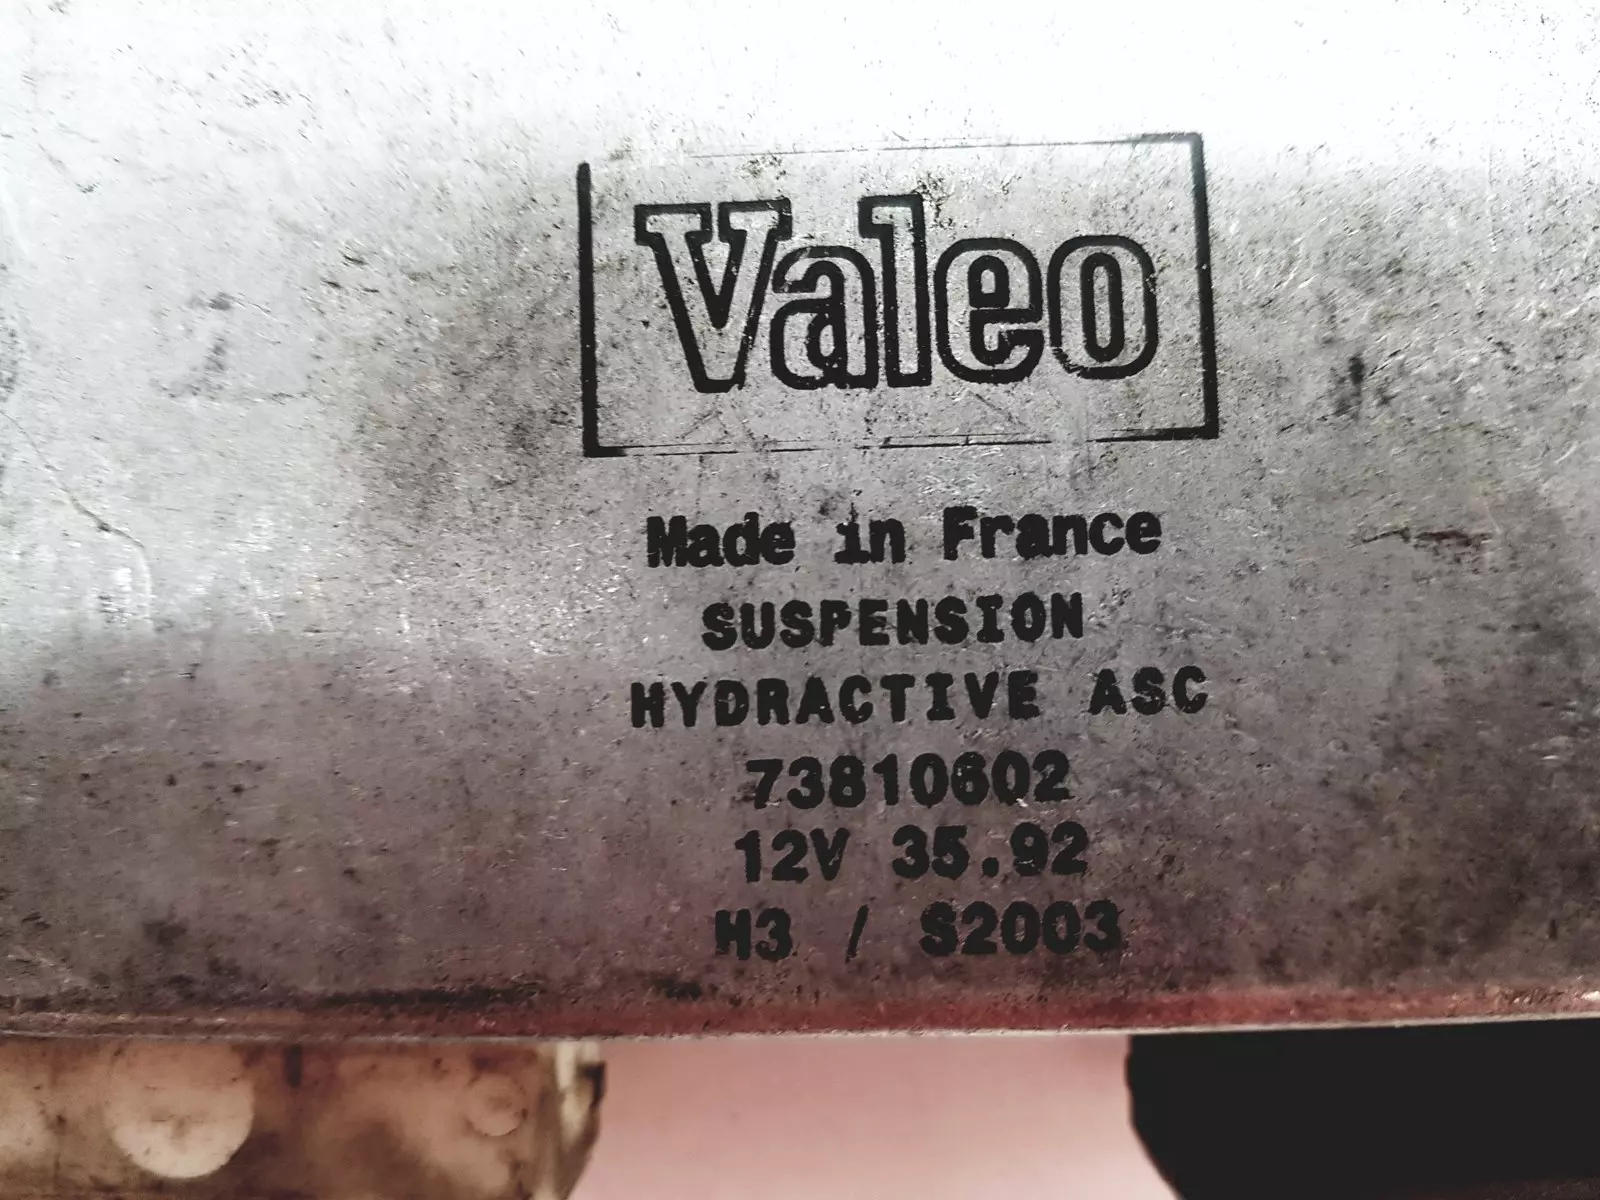 Valeo
Made in France
SUSPENSION
HYDRACTIVE ASC
73810602
12V 35.92
H3 / S2003